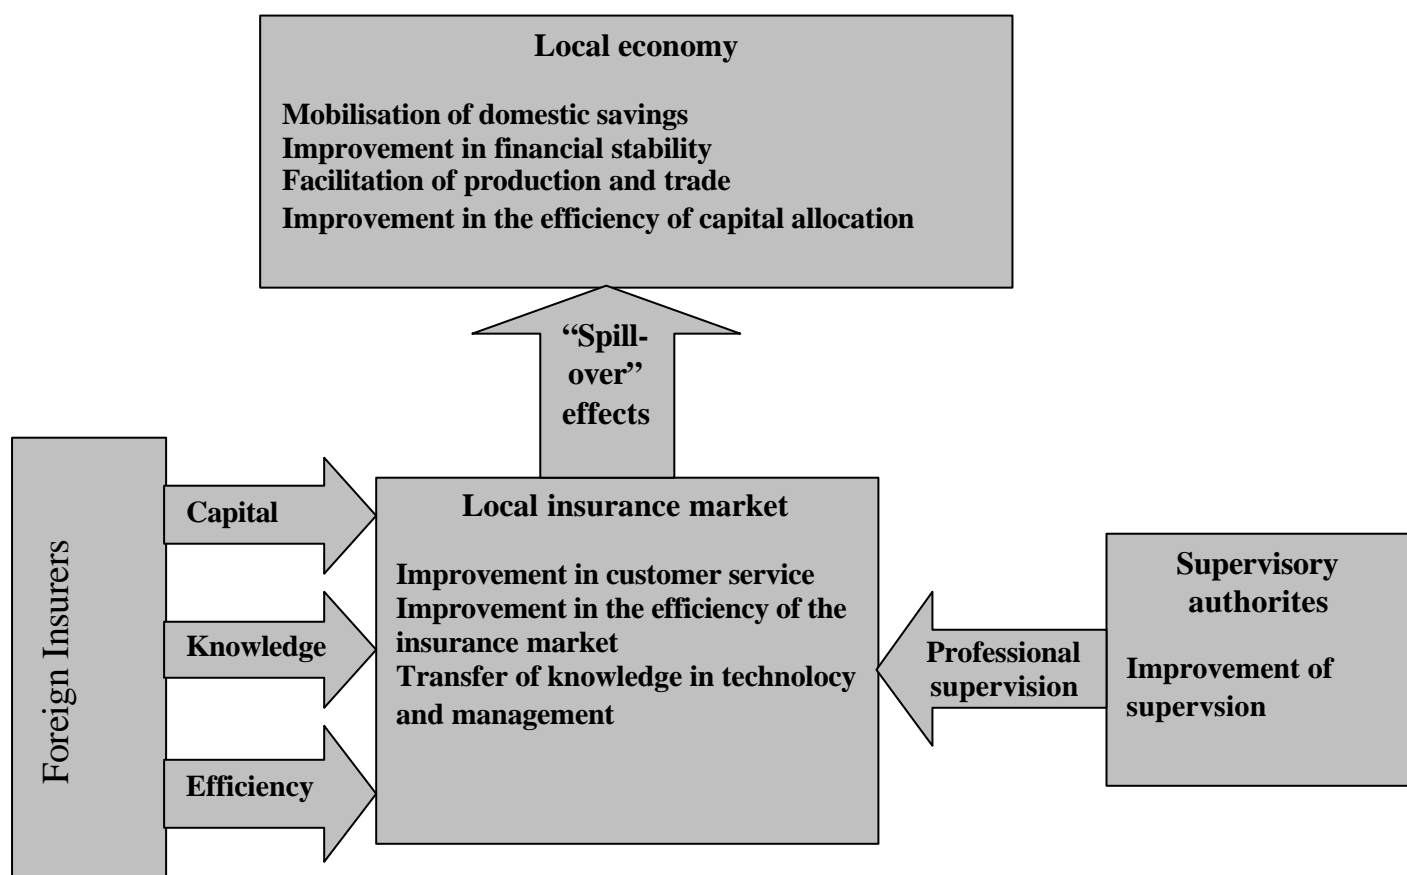 Local economy
Mobilisation of domestic savings
Improvement in financial stability
Facilitation of production and trade
Improvement in the efficiency of capital allocation
“Spill-
over”
effects
Foreign Insurers
Capital
Knowledge
Efficiency
Local insurance market
Improvement in customer service
Improvement in the efficiency of the
insurance market
Transfer of knowledge in technolocy
and management
Professional
supervision
Supervisory
authorites
Improvement of
supervsion